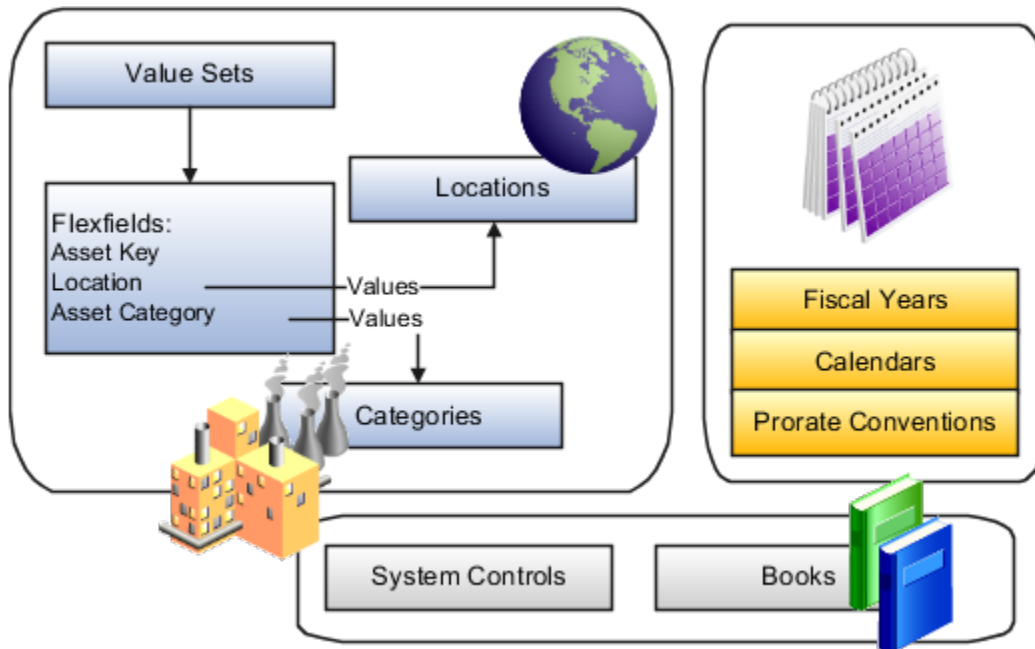 Value Sets
Locations
Flexfields:
Asset Key
Location
Values
Asset Category
Values
Categories
Fiscal Years
Calendars
Prorate Conventions
System Controls
Books